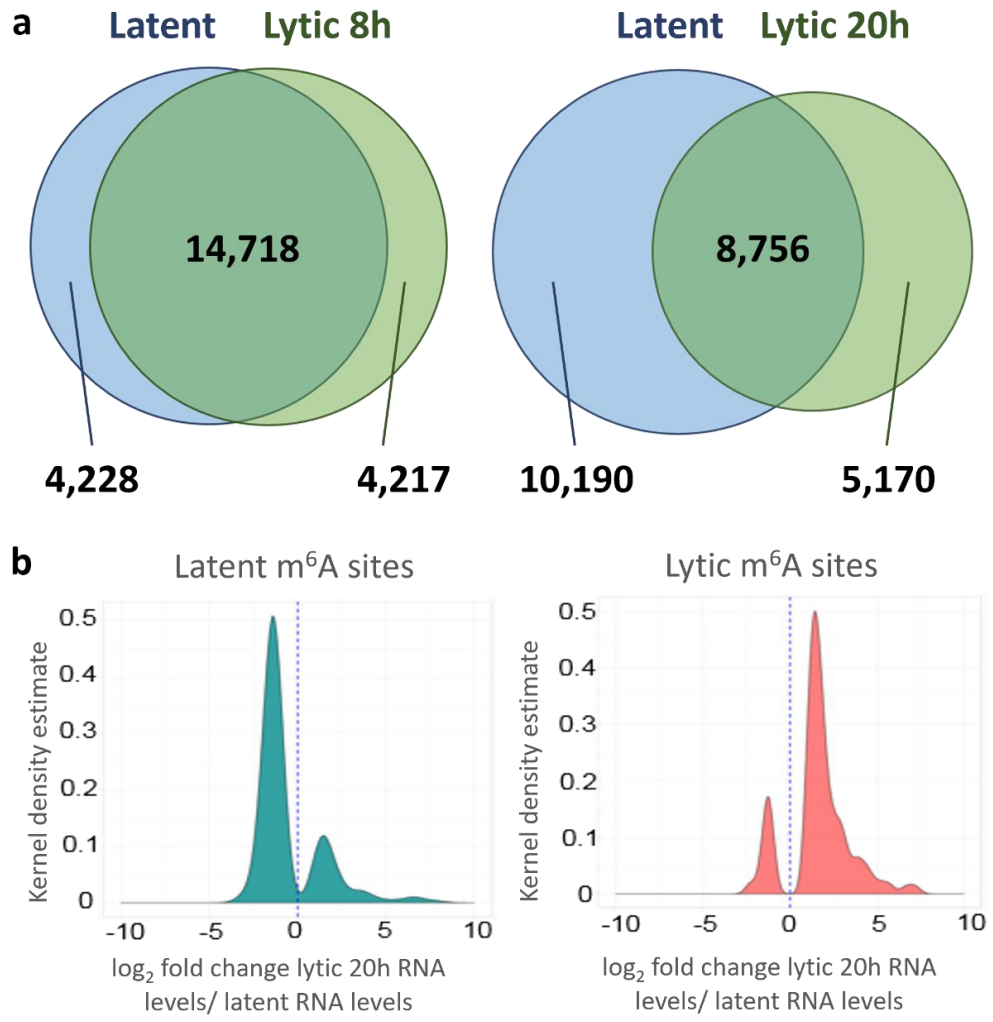 a
Latent Lytic 8h
Latent Lytic 20h
14,718
8,756
4,228
4,217
10,190
5,170
b
Latent m⁶A sites
Lytic m⁶A sites
Kernel density estimate
0.5
0.4
0.3
0.2
0.1
0
-10 -5 0 5 10
log₂ fold change lytic 20h RNA
levels/ latent RNA levels
Kernel density estimate
0.5
0.4
0.3
0.2
0.1
0
-10 -5 0 5 10
log₂ fold change lytic 20h RNA
levels/ latent RNA levels